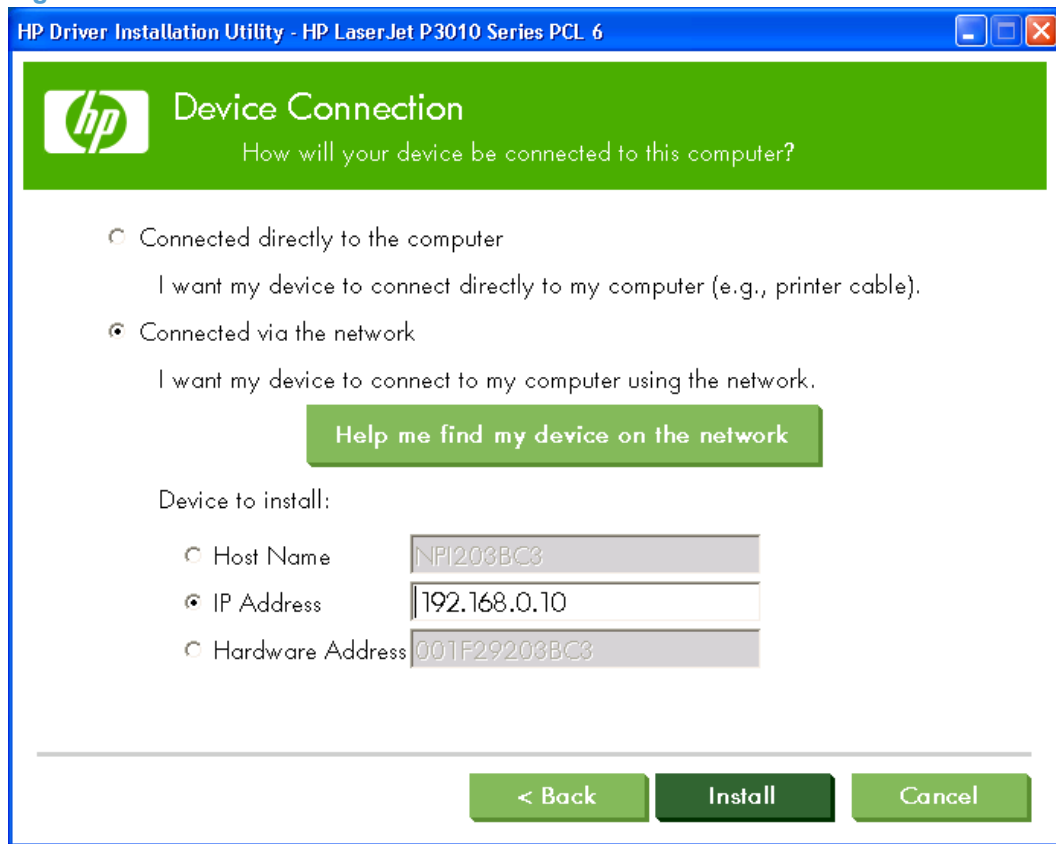 HP Driver Installation Utility - HP LaserJet P3010 Series PCL 6
hp
Device Connection
How will your device be connected to this computer?
Connected directly to the computer
I want my device to connect directly to my computer (e.g., printer cable).
Connected via the network
I want my device to connect to my computer using the network.
Help me find my device on the network
Device to install:
Host Name NPI203BC3
IP Address 192.168.0.10
Hardware Address 001F29203BC3
< Back Install Cancel